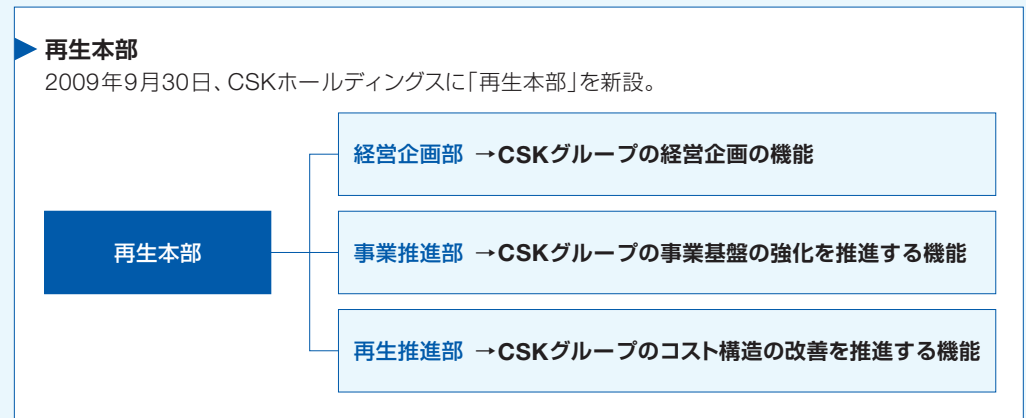 再生本部
2009年9月30日、CSKホールディングスに「再生本部」を新設。
経営企画部 →CSKグループの経営企画の機能
再生本部
事業推進部 →CSKグループの事業基盤の強化を推進する機能
再生推進部 →CSKグループのコスト構造の改善を推進する機能